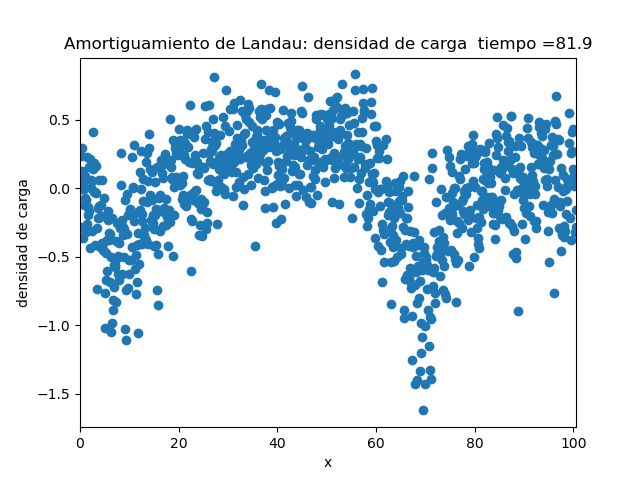 Amortiguamiento de Landau: densidad de carga  tiempo =81.9
densidad de carga
0.5
0.0
−0.5
−1.0
−1.5
0 20 40 60 80 100
x